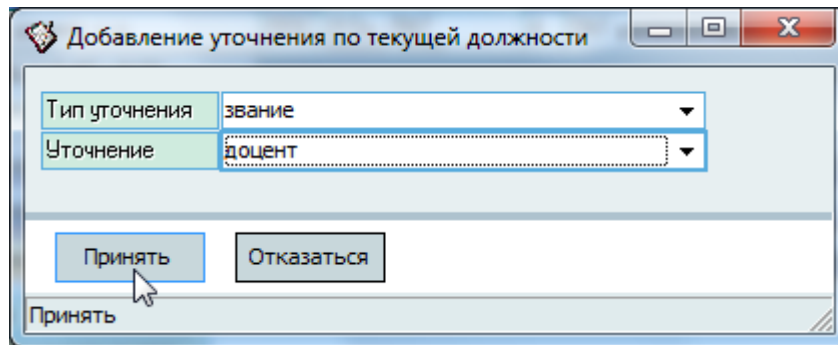 Добавление уточнения по текущей должности
Тип уточнения звание
Уточнение доцент
Принять Отказаться
Принять